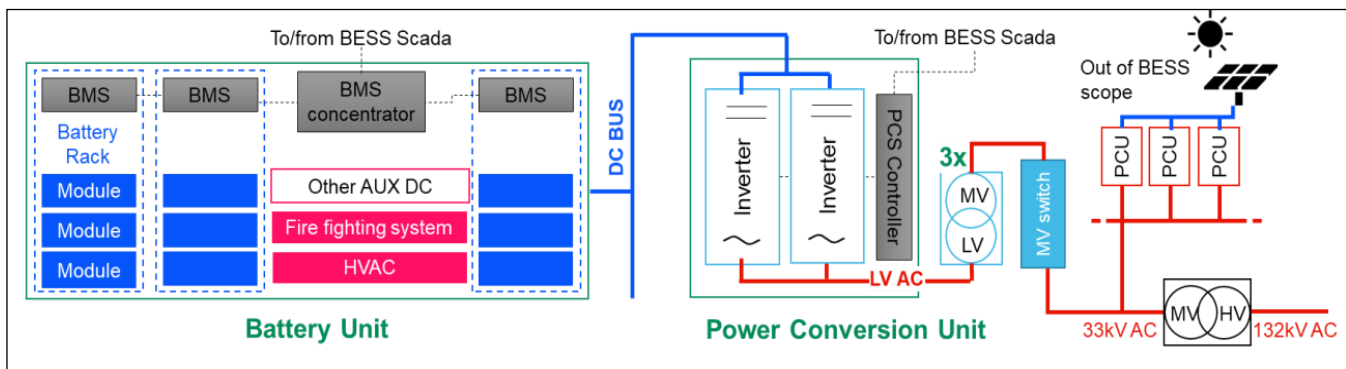 To/from BESS Scada
BMS
BMS
BMS
concentrator
BMS
Battery
Rack
Module
Module
Module
Other AUX DC
Fire fighting system
HVAC
Battery Unit
DC BUS
To/from BESS Scada
Inverter
Inverter
PCS Controller
LV AC
Power Conversion Unit
3x
MV
LV
MV switch
Out of BESS
scope
PCU
PCU
PCU
33kV AC
MV
HV
132kV AC